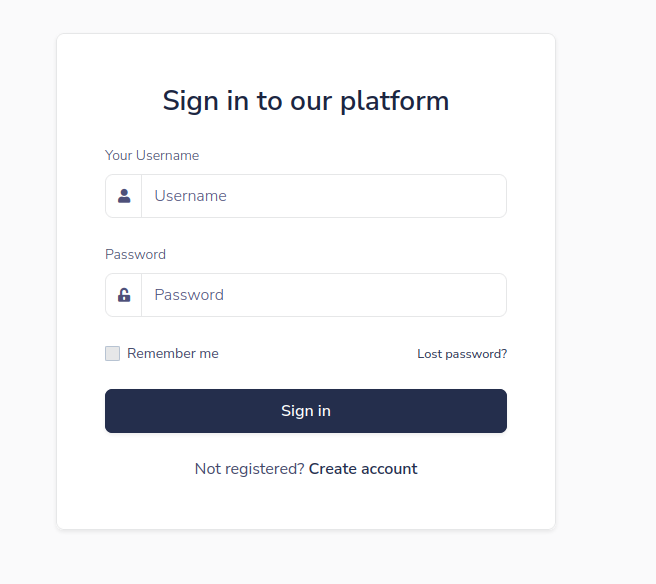 Sign in to our platform
Your Username
Username
Password
Password
Remember me Lost password?
Sign in
Not registered? Create account